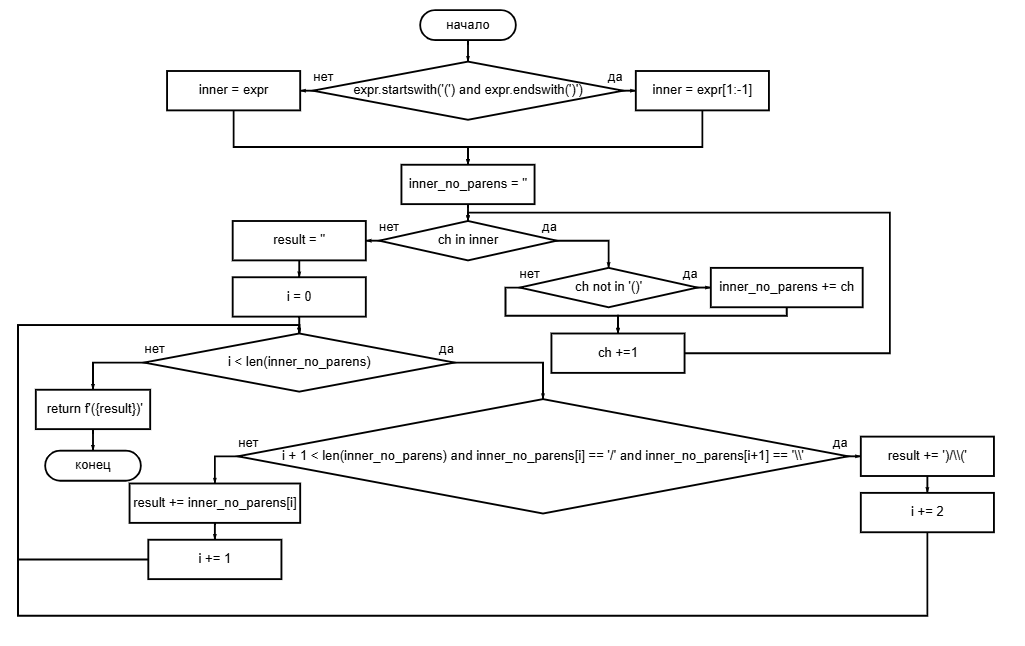 начало
нет
да
expr.startswith('(') and expr.endswith(')')
inner = expr
inner = expr[1:-1]
inner_no_parens = ''
нет
да
ch in inner
result = ''
нет
да
ch not in '()'
inner_no_parens += ch
i = 0
ch +=1
нет
да
i < len(inner_no_parens)
return f'({result})'
конец
нет
да
i + 1 < len(inner_no_parens) and inner_no_parens[i] == '/' and inner_no_parens[i+1] == '\\'
result += ')/\\('
result += inner_no_parens[i]
i += 2
i += 1